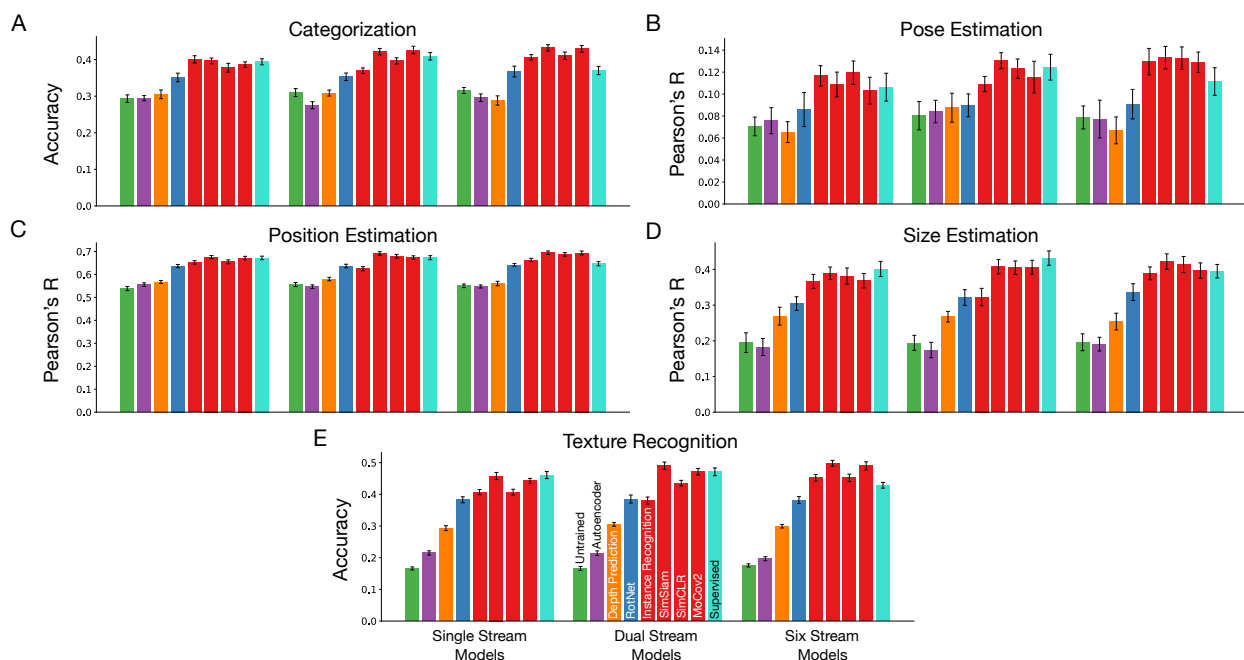 A
Categorization
Accuracy
0.4
0.3
0.2
0.1
0.0
B
Pose Estimation
Pearson's R
0.14
0.12
0.10
0.08
0.06
0.04
0.02
0.00
C
Position Estimation
Pearson's R
0.7
0.6
0.5
0.4
0.3
0.2
0.1
0.0
D
Size Estimation
Pearson's R
0.4
0.3
0.2
0.1
0.0
E
Texture Recognition
Accuracy
0.5
0.4
0.3
0.2
0.1
0.0
Untrained
Autoencoder
Depth Prediction
RotNet
Instance Recognition
SimSiam
SimCLR
MoCov2
Supervised
Single Stream
Models
Dual Stream
Models
Six Stream
Models